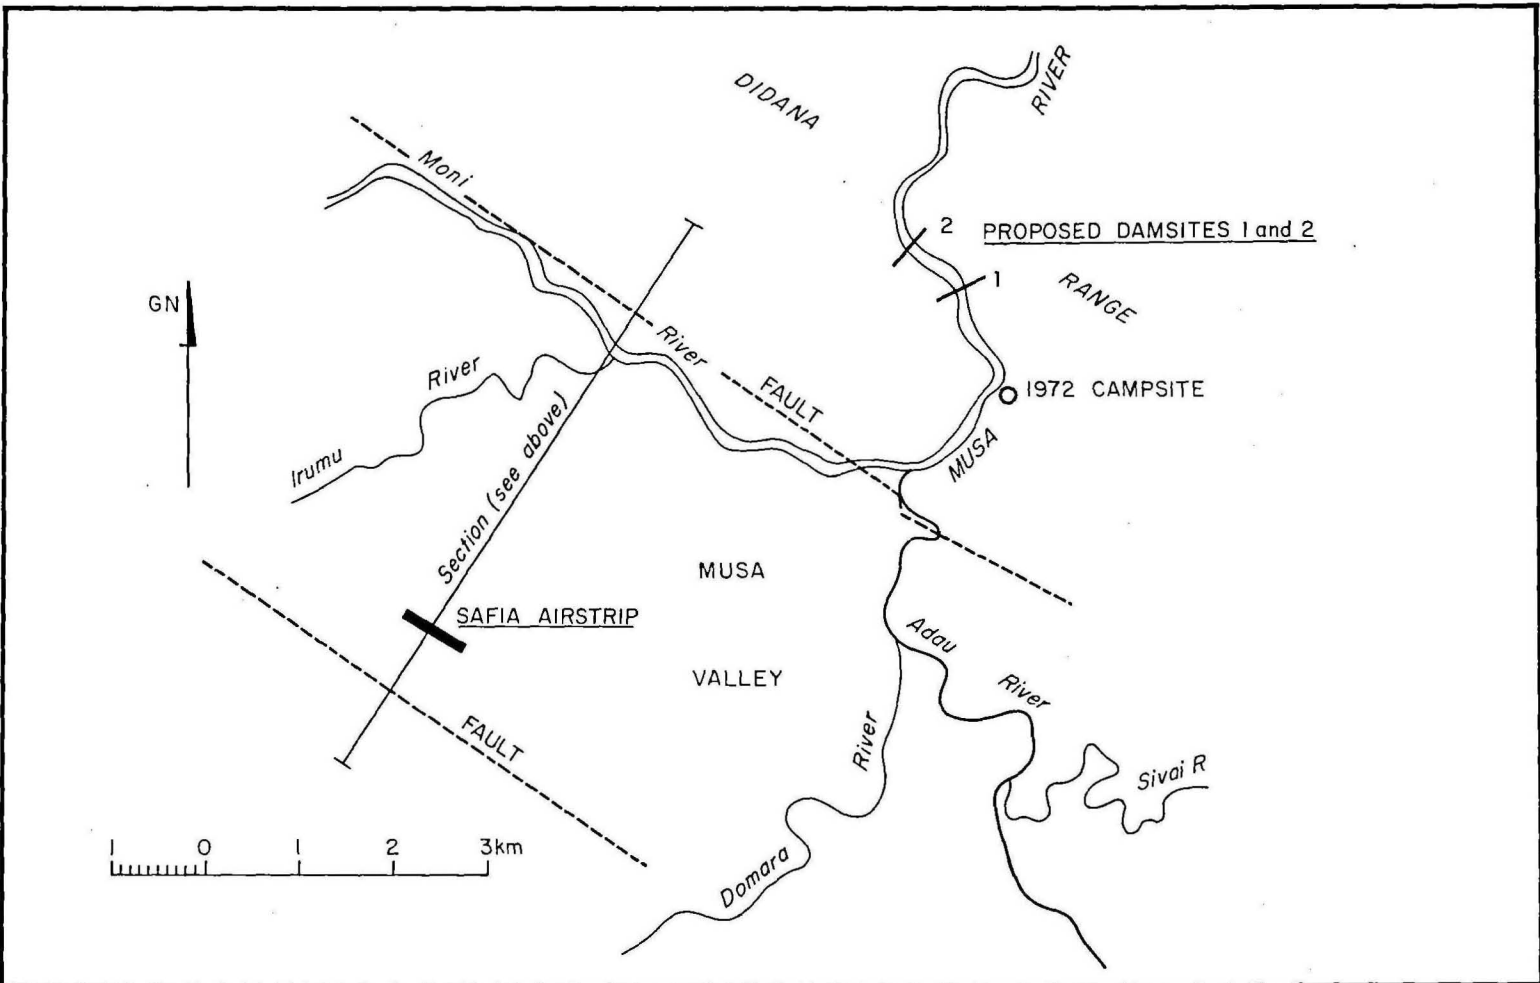 DIDANA
RIVER
Moni
2
PROPOSED DAMSITES 1 and 2
1
RANGE
GN
River
River
FAULT
1972 CAMPSITE
MUSA
Irumu
Section (see above)
MUSA
SAFIA AIRSTRIP
Adau
VALLEY
River
River
FAULT
Sivai R
1 0 1 2 3km
Domara